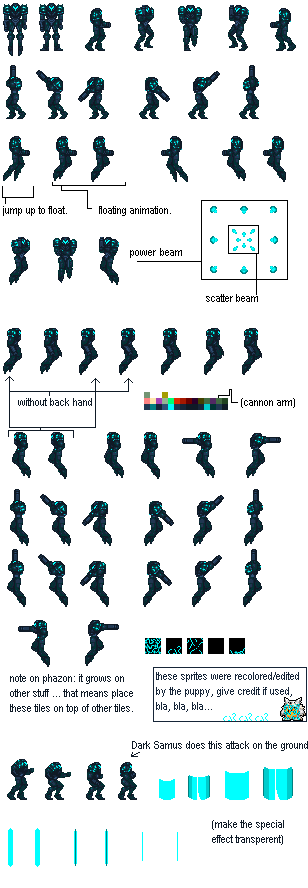 jump up to float.
floating animation.
power beam
scatter beam
without back hand
(cannon arm)
note on phazon: it grows on
other stuff ... that means place
these tiles on top of other tiles.
these sprites were recolored/edited
by the puppy, give credit if used,
bla, bla, bla...
Dark Samus does this attack on the ground
(make the special
effect transperent)